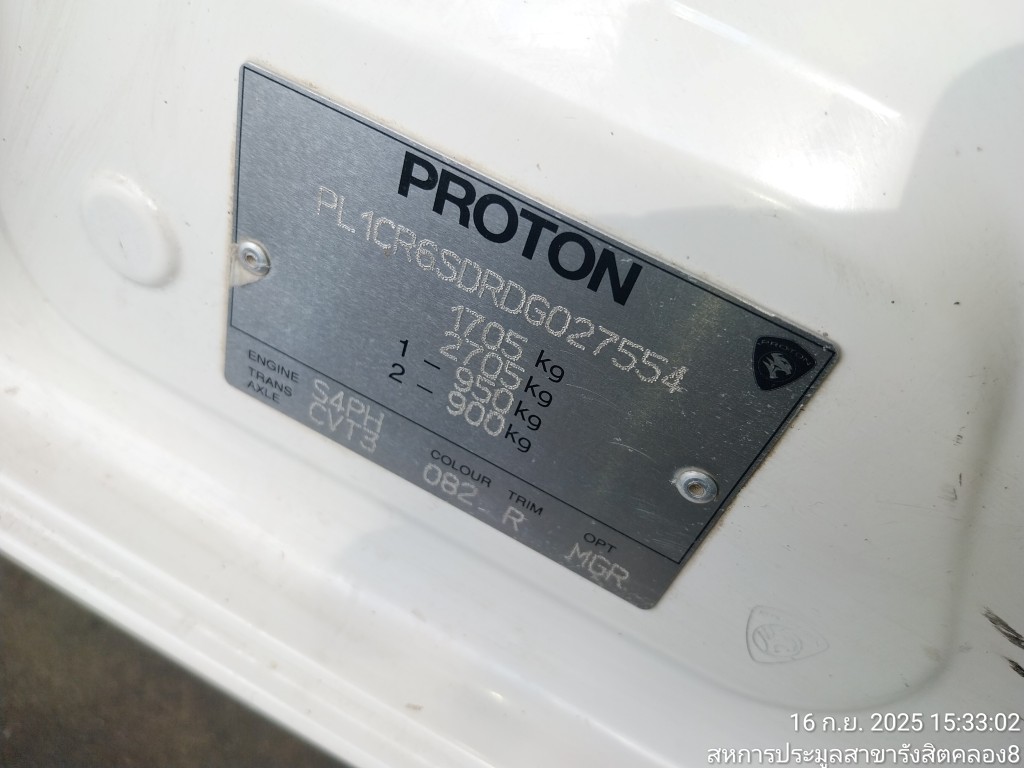 PROTON
PL1CR6SDRDG027554
1705 kg
2705 kg
1 – 950 kg
2 – 900 kg
PROTON
ENGINE S4PH
TRANS AXLE CVT3
COLOUR TRIM OPT
082_R MGR
16 ก.ย. 2025 15:33:02
สหการประมูลสาขารังสิตคลอง8